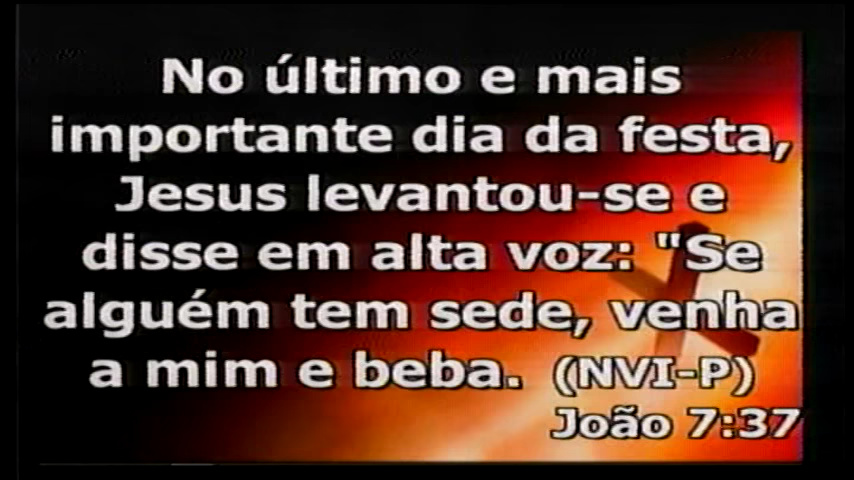 No último e mais
importante dia da festa,
Jesus levantou-se e
disse em alta voz: "Se
alguém tem sede, venha
a mim e beba. (NVI-P)
João 7:37